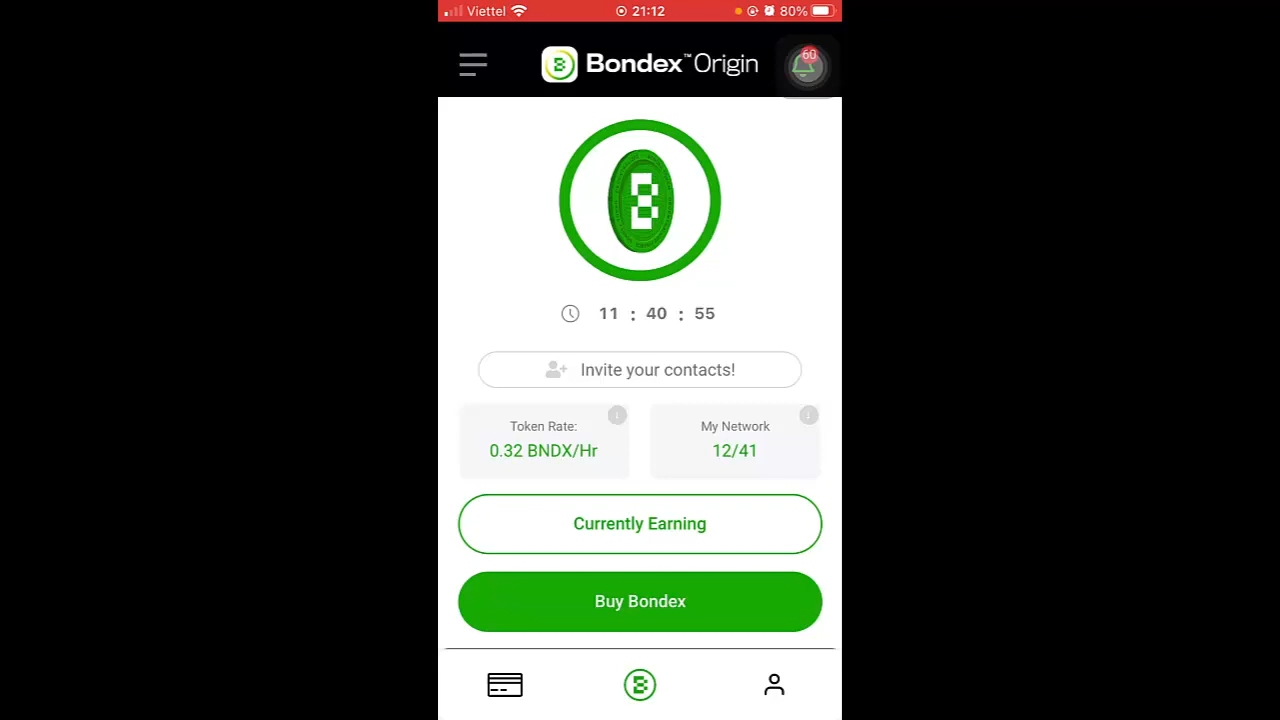 Viettel 21:12 80%
Bondex™ Origin
60
11 : 40 : 55
Invite your contacts!
Token Rate:
0.32 BNDX/Hr
My Network
12/41
Currently Earning
Buy Bondex